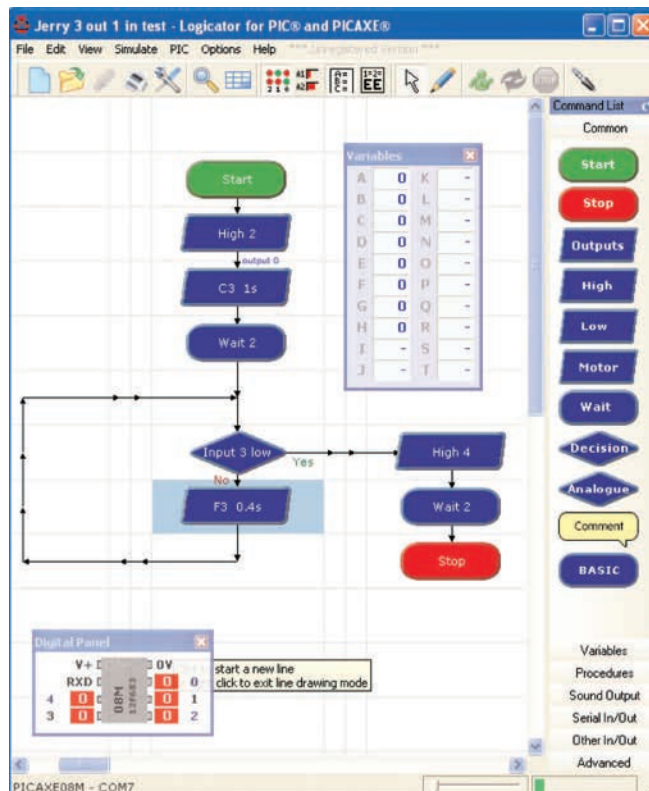 Jerry 3 out 1 in test - Logicator for PIC® and PICAXE®
File Edit View Simulate PIC Options Help *** Unregistered Version ***
Command List
Common
Start
Stop
Outputs
High
Low
Motor
Wait
Decision
Analogue
Comment
BASIC
Variables
Procedures
Sound Output
Serial In/Out
Other In/Out
Advanced
Start
High 2
output 0
C3 1s
Wait 2
Input 3 low
Yes
No
F3 0.4s
High 4
Wait 2
Stop
Variables
A 0 K -
B 0 L -
C 0 M -
D 0 N -
E 0 O -
F 0 P -
G 0 Q -
H 0 R -
I - S -
J - T -
Digital Panel
V+ 0V
RXD 0 0
4 0 0 1
3 0 0 2
08M
12F683
start a new line
click to exit line drawing mode
PICAXE08M - COM7